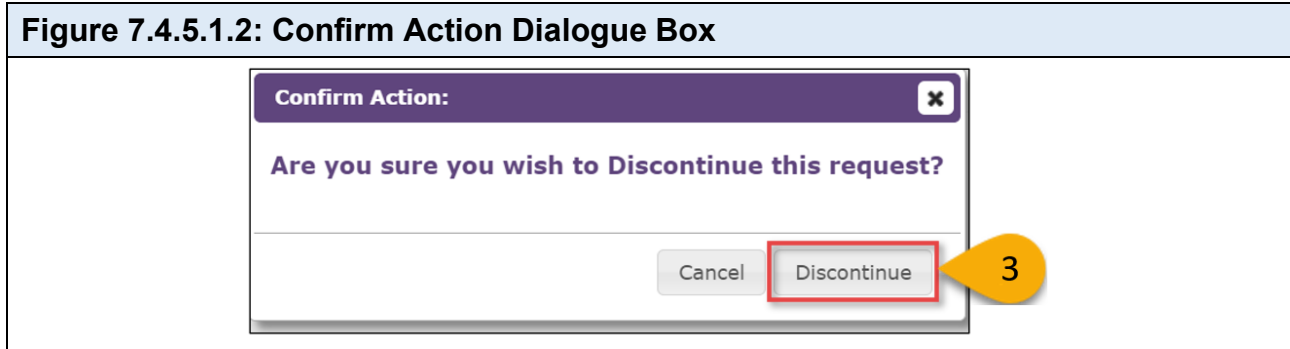 Figure 7.4.5.1.2: Confirm Action Dialogue Box
Confirm Action:
Are you sure you wish to Discontinue this request?
Cancel Discontinue 3